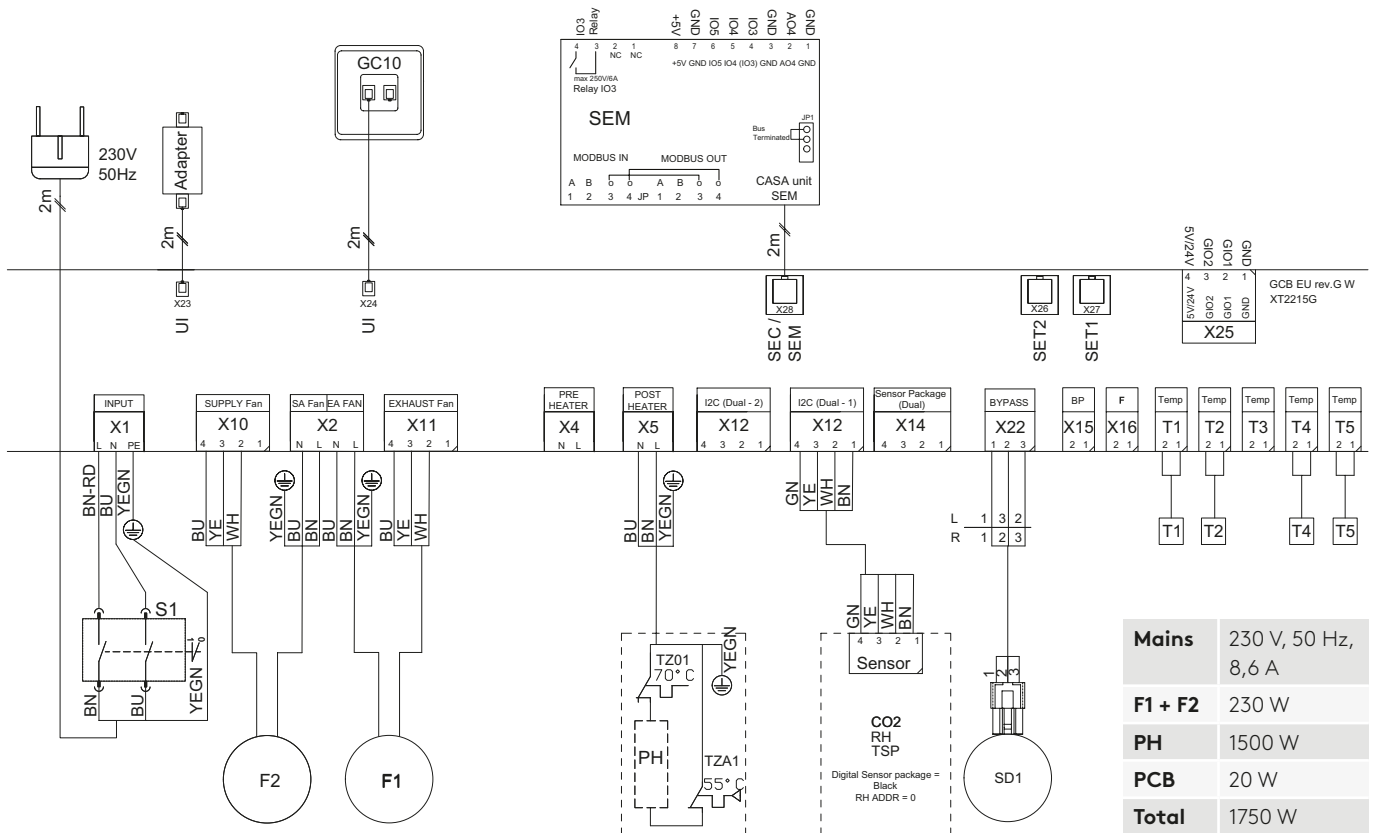 IO3
Relay
4 3 2 1
NC NC
max 250V/6A
Relay IO3
+5V GND IO5 IO4 IO3 GND AO4 GND
8 7 6 5 4 3 2 1
+5V GND IO5 IO4 (IO3) GND AO4 GND
SEM
JP1
Bus
Terminated
MODBUS IN MODBUS OUT
A B o o A B o o
1 2 3 4 JP 1 2 3 4
CASA unit
SEM
GC10
Adapter
230V
50Hz
2m
2m
2m
2m
X23
UI
X24
UI
X28
SEC /
SEM
X26
SET2
X27
SET1
5V/24V GIO2 GIO1 GND
4 3 2 1
5V/24V GIO2 GIO1 GND
X25
GCB EU rev.G W
XT2215G
INPUT
X1
L N PE
SUPPLY Fan
X10
4 3 2 1
SA Fan EA FAN
X2
N L N L
EXHAUST Fan
X11
4 3 2 1
PRE
HEATER
X4
N L
POST
HEATER
X5
N L
I2C (Dual - 2)
X12
4 3 2 1
I2C (Dual - 1)
X12
4 3 2 1
Sensor Package
(Dual)
X14
4 3 2 1
BYPASS
X22
1 2 3
BP
X15
2 1
F
X16
2 1
Temp
T1
2 1
Temp
T2
2 1
Temp
T3
2 1
Temp
T4
2 1
Temp
T5
2 1
BN-RD
BU
YEGN
BU
YE
WH
YEGN
BU
BN
BU
BN
YEGN
BU
YE
WH
BU
BN
YEGN
GN
YE
WH
BN
L 1 3 2
R 1 2 3
T1
T2
T4
T5
S1
1 0
BN
BU
YEGN
F2
F1
TZ01
70° C
YEGN
PH
TZA1
55° C
GN
YE
WH
BN
4 3 2 1
Sensor
CO2
RH
TSP
Digital Sensor package =
Black
RH ADDR = 0
1
2
3
SD1
Mains 230 V, 50 Hz,
8,6 A
F1 + F2 230 W
PH 1500 W
PCB 20 W
Total 1750 W